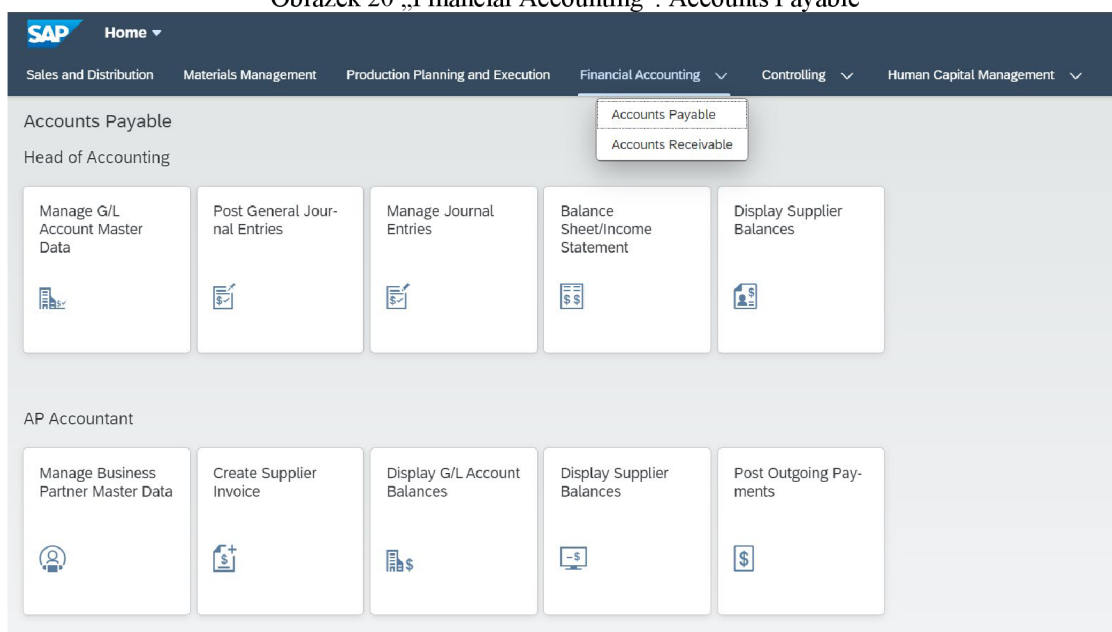 Obrázek 20 „Financial Accounting“: Accounts Payable
SAP Home
Sales and Distribution Materials Management Production Planning and Execution Financial Accounting Controlling Human Capital Management
Accounts Payable
Accounts Receivable
Accounts Payable
Head of Accounting
Manage G/L
Account Master
Data
Post General Jour-
nal Entries
Manage Journal
Entries
Balance
Sheet/Income
Statement
Display Supplier
Balances
AP Accountant
Manage Business
Partner Master Data
Create Supplier
Invoice
Display G/L Account
Balances
Display Supplier
Balances
Post Outgoing Pay-
ments